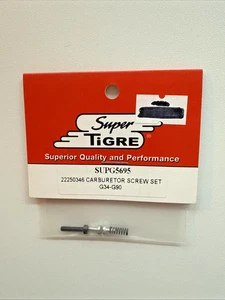 Super
TIGRE
Superior Quality and Performance
SUPG5695
22250346 CARBURETOR SCREW SET
G34-G90